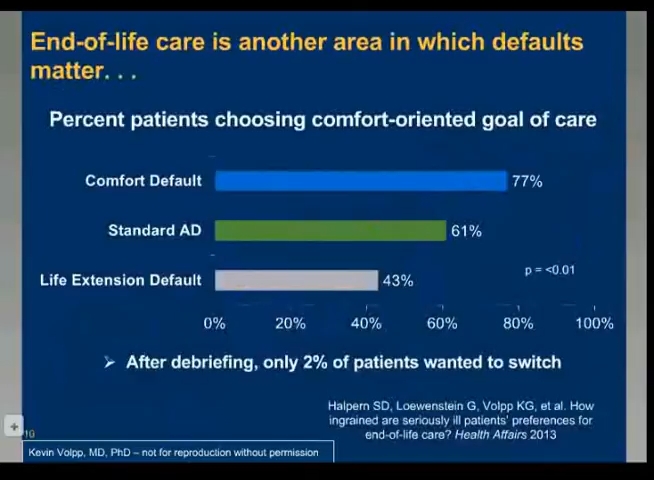 End-of-life care is another area in which defaults
matter. . .
Percent patients choosing comfort-oriented goal of care
Comfort Default 77%
Standard AD 61%
Life Extension Default 43%
p = <0.01
0% 20% 40% 60% 80% 100%
➢ After debriefing, only 2% of patients wanted to switch
Halpern SD, Loewenstein G, Volpp KG, et al. How
ingrained are seriously ill patients' preferences for
end-of-life care? Health Affairs 2013
10
Kevin Volpp, MD, PhD – not for reproduction without permission